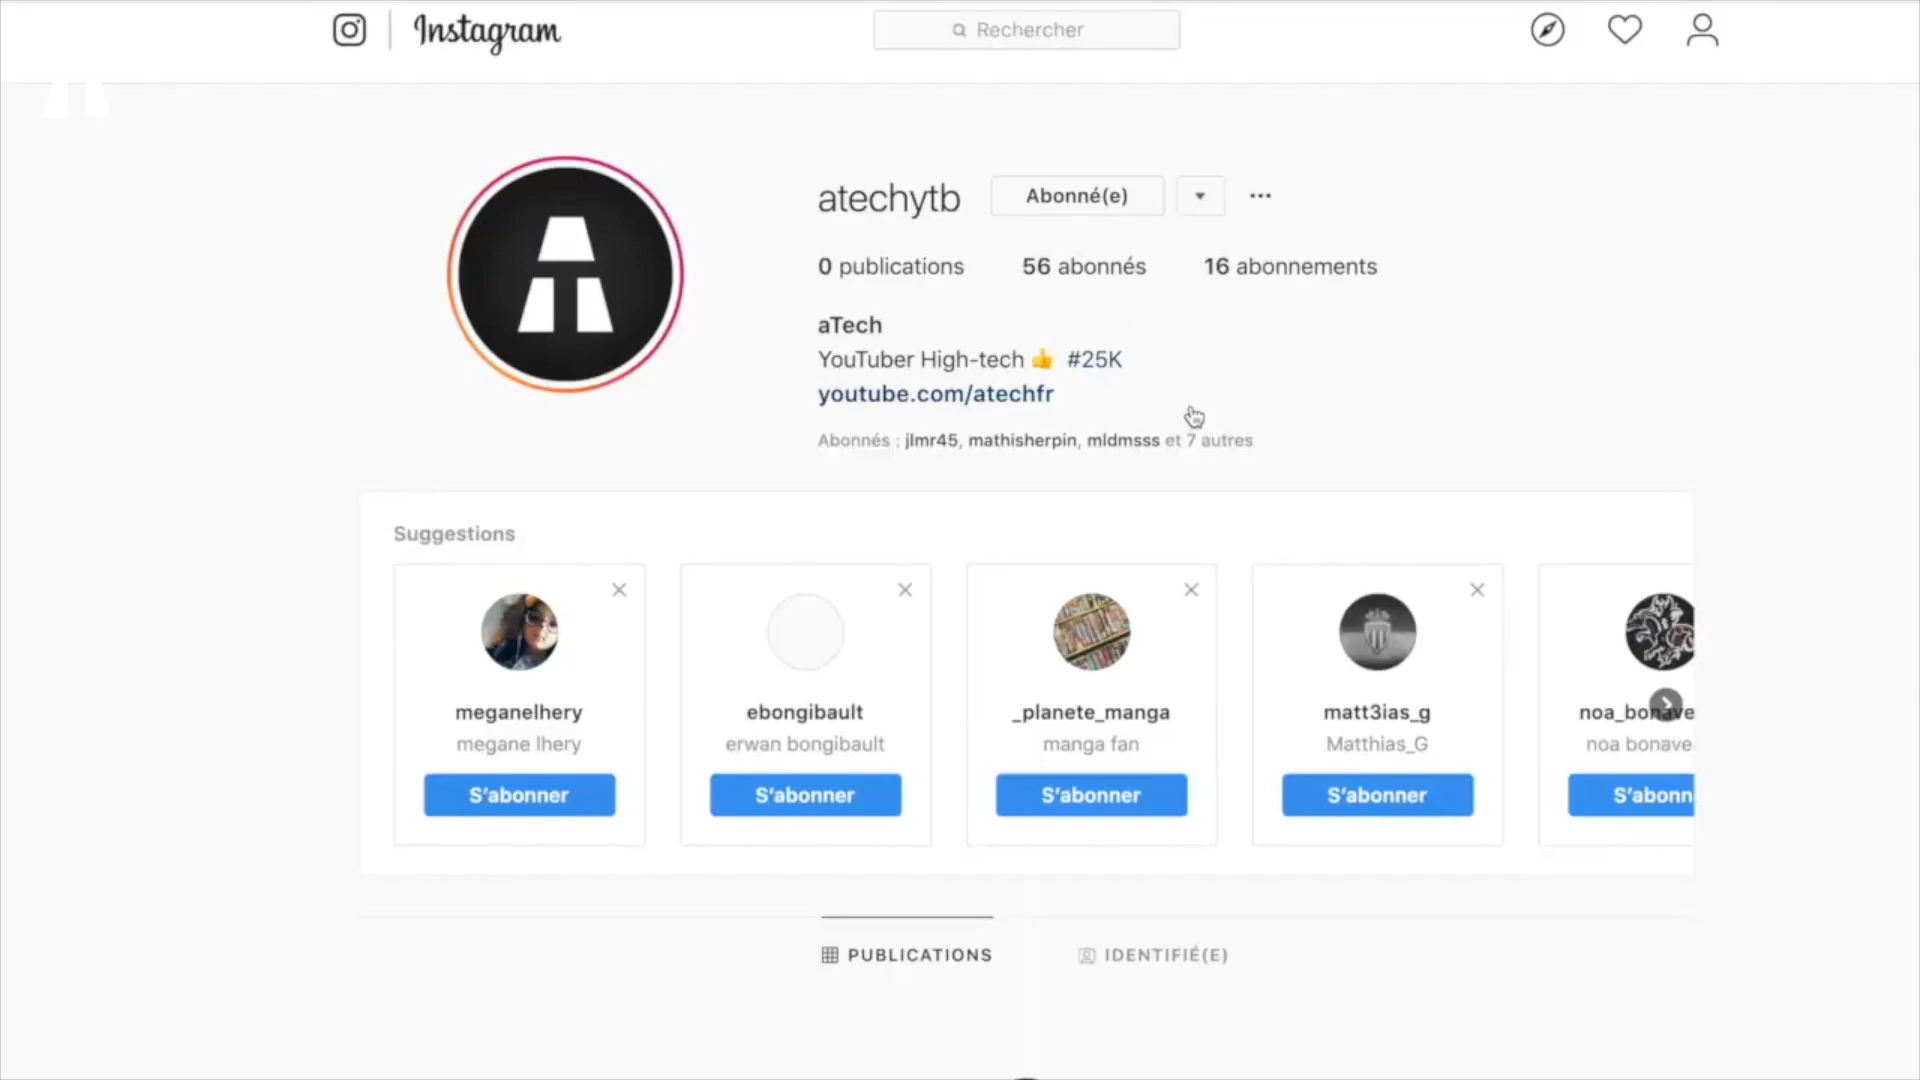 Instagram
Rechercher
atechytb
Abonné(e)
0 publications
56 abonnés
16 abonnements
aTech
YouTuber High-tech 👍 #25K
youtube.com/atechfr
Abonnés : jlmr45, mathisherpin, mldmsss et 7 autres
Suggestions
meganelhery
megane lhery
S'abonner
ebongibault
erwan bongibault
S'abonner
_planete_manga
manga fan
S'abonner
matt3ias_g
Matthias_G
S'abonner
noa_bonave
noa bonave
S'abonn
PUBLICATIONS
IDENTIFIÉ(E)